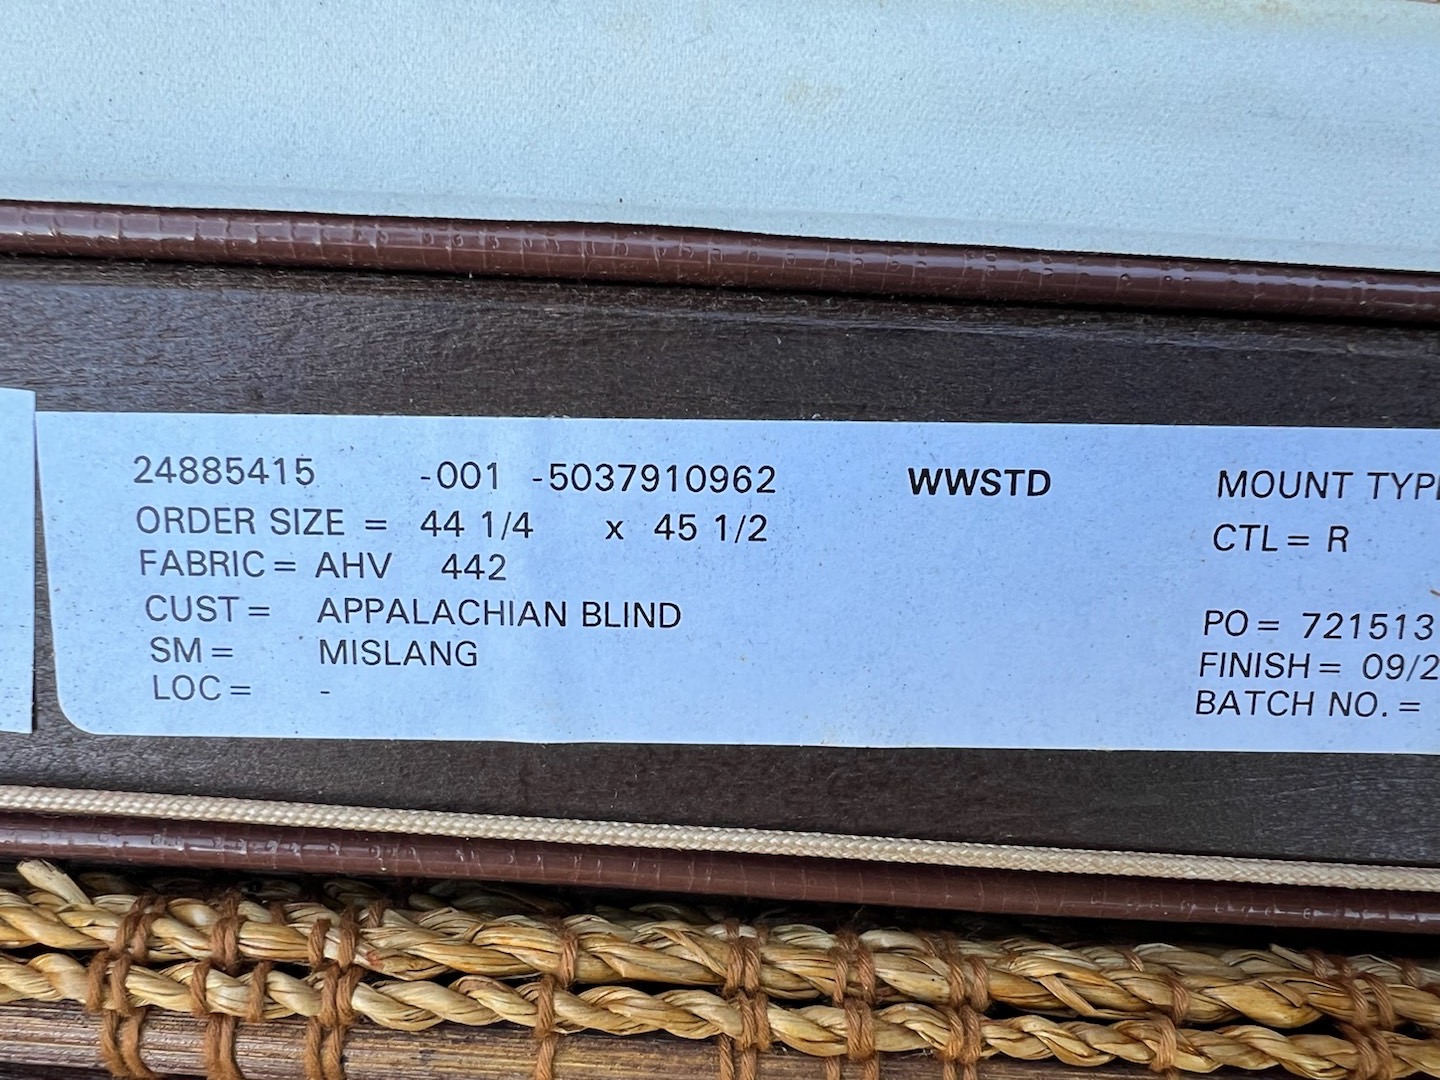 24885415 -001 -5037910962 WWSTD MOUNT TYPE
ORDER SIZE = 44 1/4 x 45 1/2 CTL = R
FABRIC = AHV 442
CUST = APPALACHIAN BLIND PO = 721513
SM = MISLANG FINISH = 09/2
LOC = - BATCH NO. =